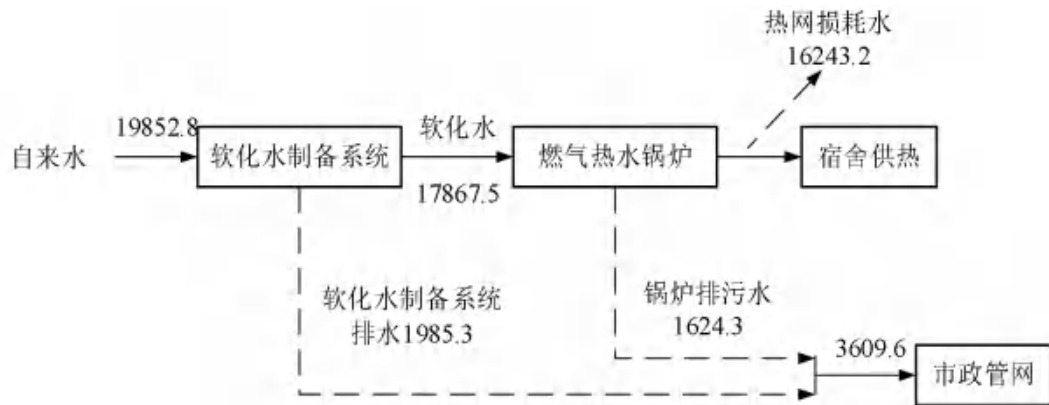 热网损耗水
16243.2
19852.8
自来水
软化水制备系统
软化水
17867.5
燃气热水锅炉
宿舍供热
软化水制备系统
排水1985.3
锅炉排污水
1624.3
3609.6
市政管网